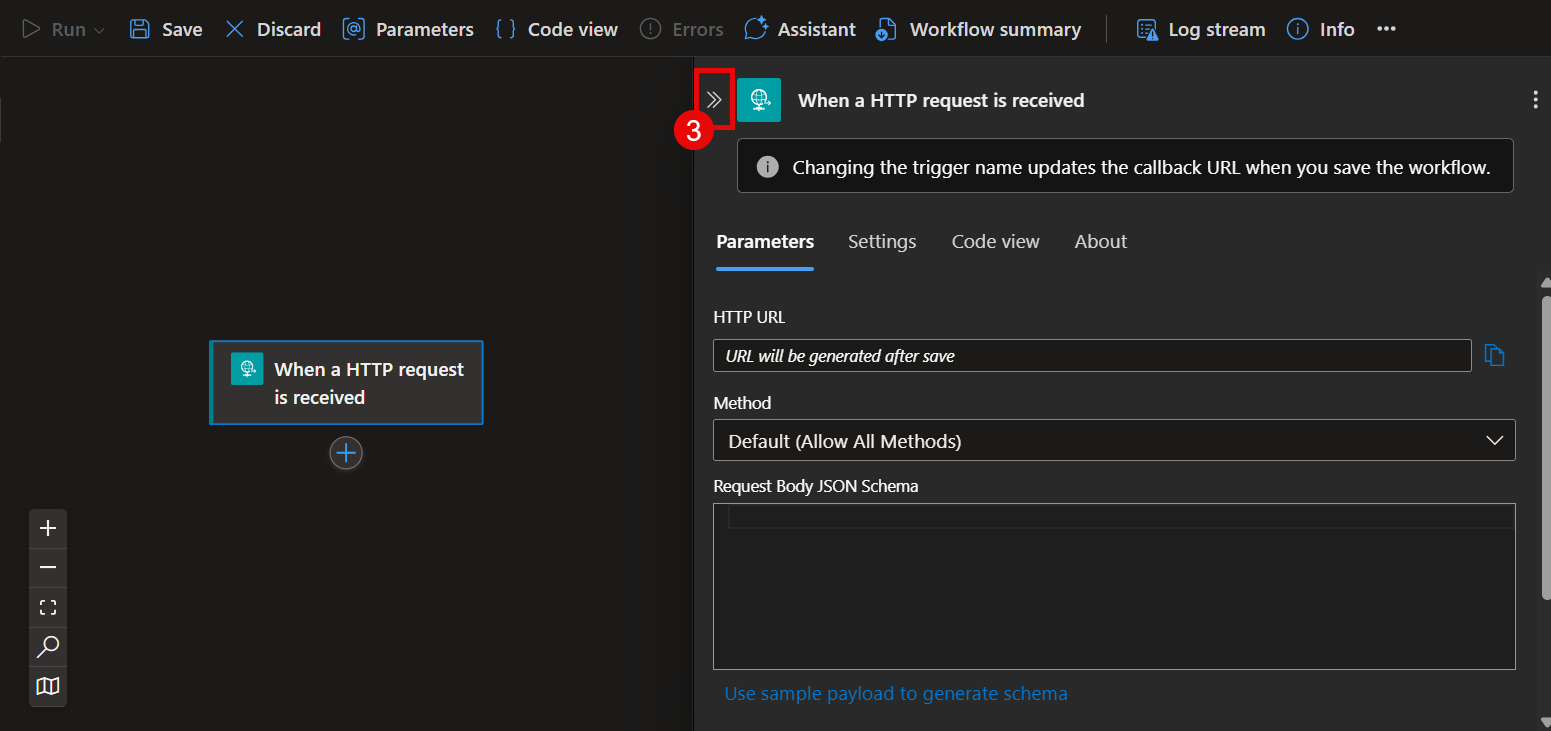 Run Save Discard Parameters Code view Errors Assistant Workflow summary Log stream Info
3
When a HTTP request is received
Changing the trigger name updates the callback URL when you save the workflow.
Parameters Settings Code view About
HTTP URL
URL will be generated after save
Method
Default (Allow All Methods)
Request Body JSON Schema
Use sample payload to generate schema
When a HTTP request
is received